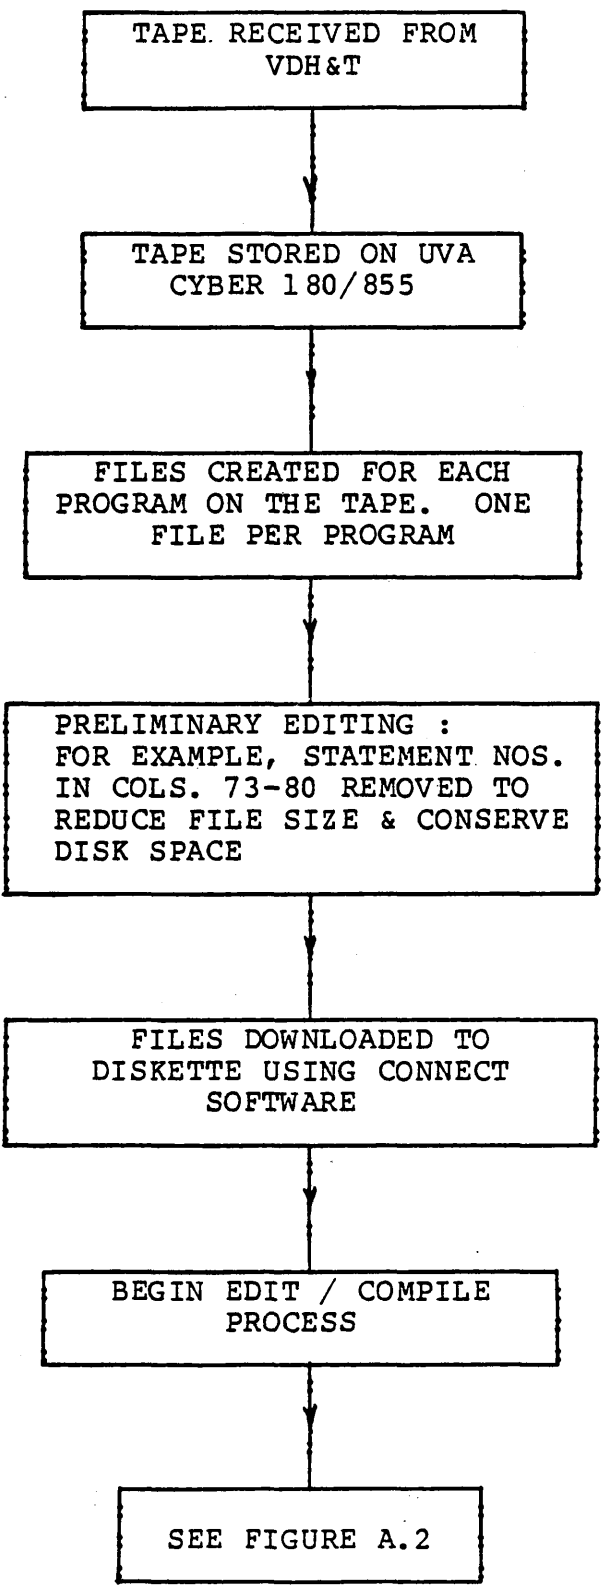 TAPE RECEIVED FROM
VDH&T
TAPE STORED ON UVA
CYBER 180/855
FILES CREATED FOR EACH
PROGRAM ON THE TAPE. ONE
FILE PER PROGRAM
PRELIMINARY EDITING :
FOR EXAMPLE, STATEMENT NOS.
IN COLS. 73-80 REMOVED TO
REDUCE FILE SIZE & CONSERVE
DISK SPACE
FILES DOWNLOADED TO
DISKETTE USING CONNECT
SOFTWARE
BEGIN EDIT / COMPILE
PROCESS
SEE FIGURE A.2